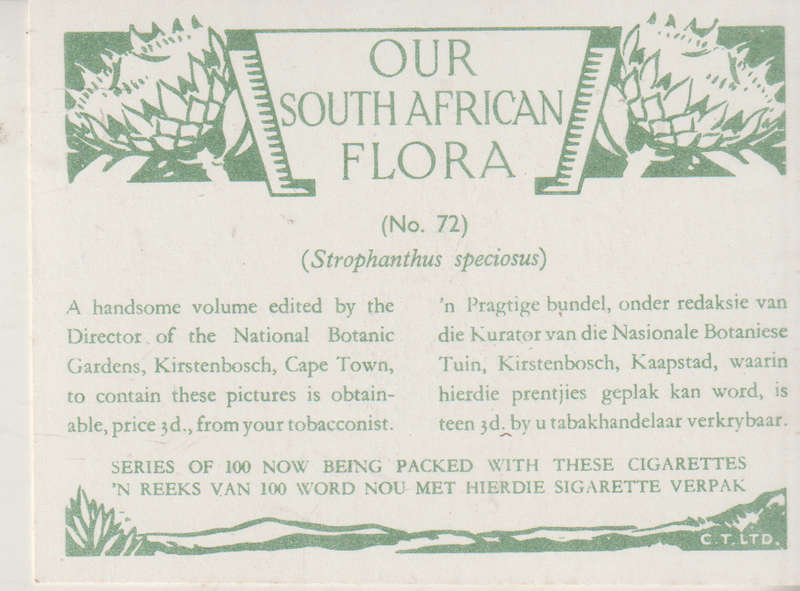 OUR
SOUTH AFRICAN
FLORA
(No. 72)
(Strophanthus speciosus)
A handsome volume edited by the
Director of the National Botanic
Gardens, Kirstenbosch, Cape Town,
to contain these pictures is obtain-
able, price 3d., from your tobacconist.
'n Pragtige bundel, onder redaksie van
die Kurator van die Nasionale Botaniese
Tuin, Kirstenbosch, Kaapstad, waarin
hierdie prentjies geplak kan word, is
teen 3d. by u tabakhandelaar verkrybaar.
SERIES OF 100 NOW BEING PACKED WITH THESE CIGARETTES
'N REEKS VAN 100 WORD NOU MET HIERDIE SIGARETTE VERPAK
C.T. LTD.